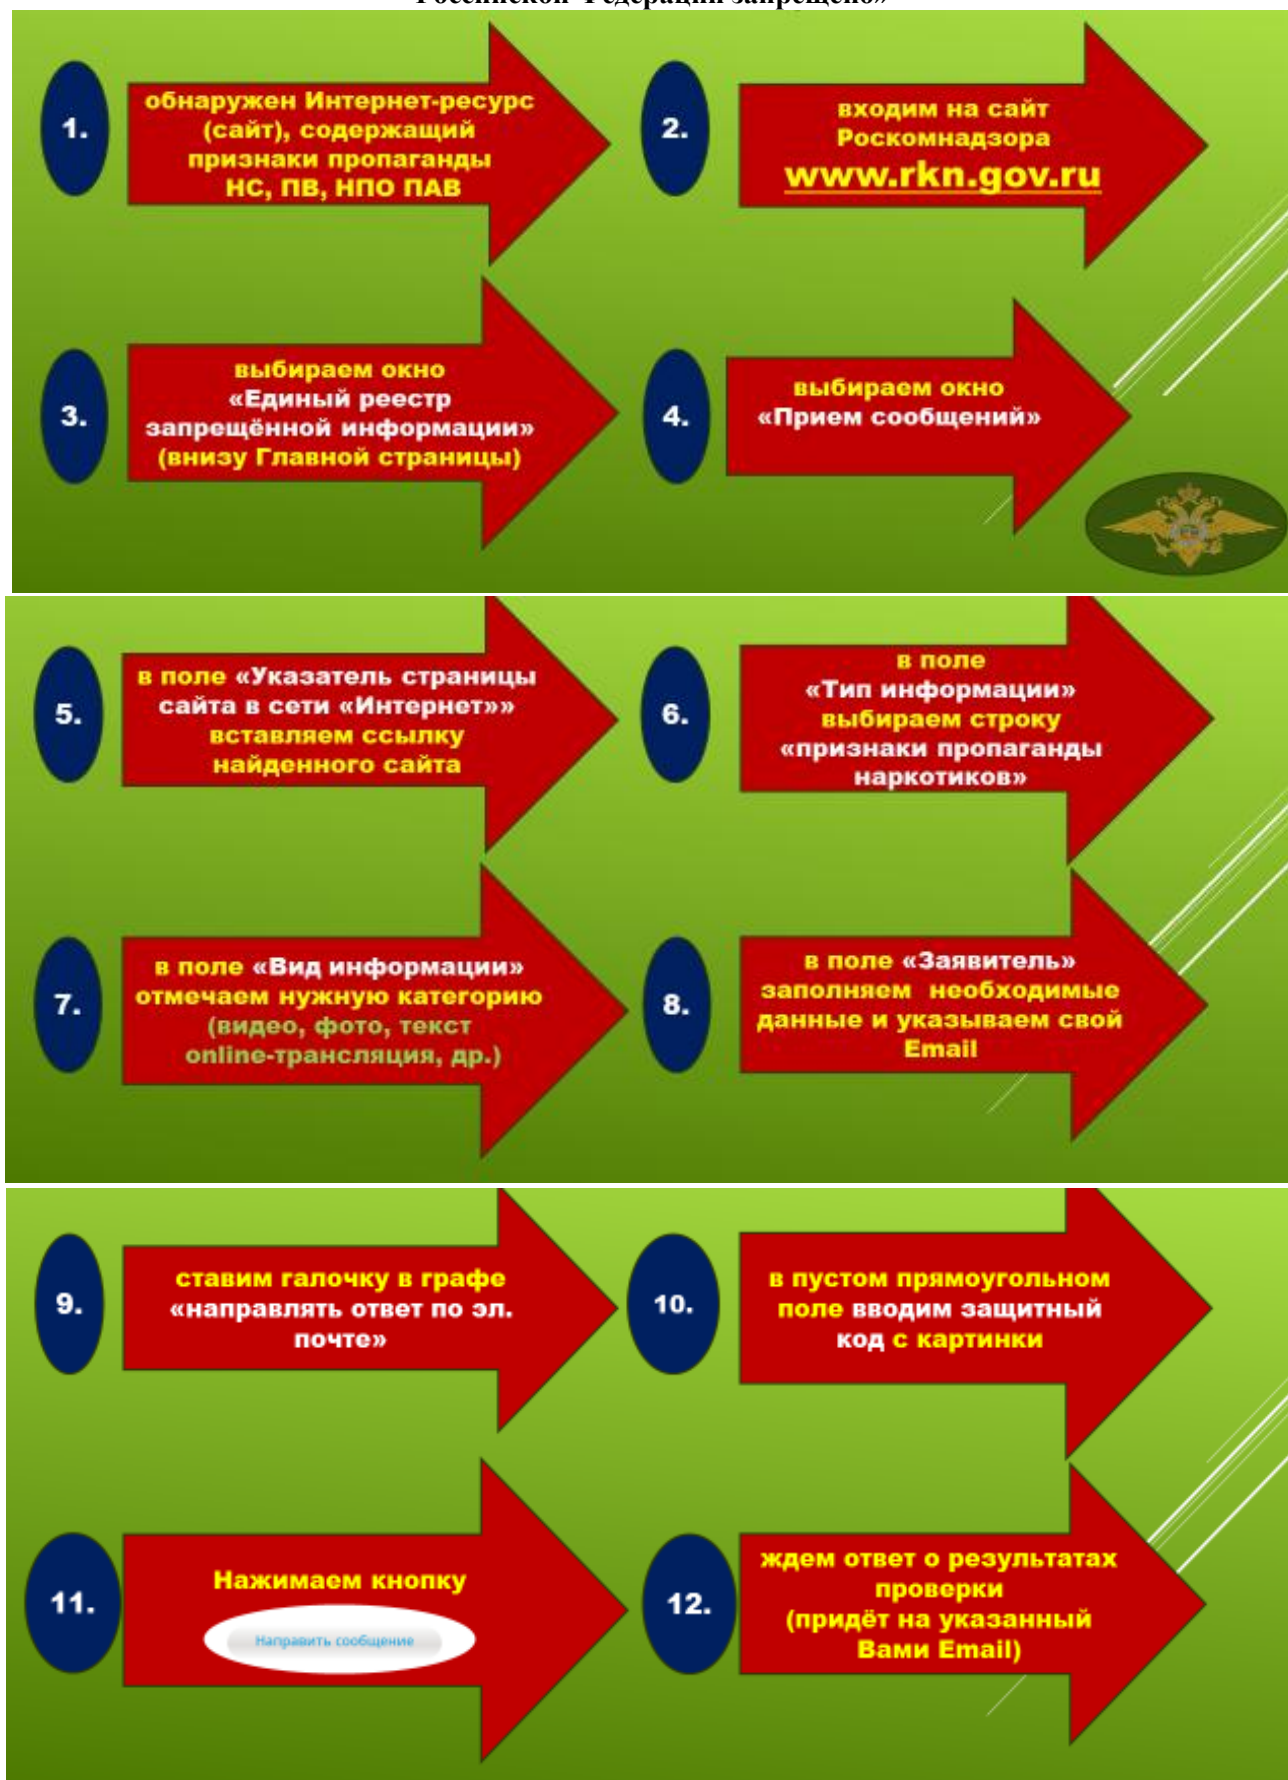 Российской Федерации запрещено»
1.
обнаружен Интернет-ресурс
(сайт), содержащий
признаки пропаганды
НС, ПВ, НПО ПАВ
2.
входим на сайт
Роскомнадзора
www.rkn.gov.ru
3.
выбираем окно
«Единый реестр
запрещённой информации»
(внизу Главной страницы)
4.
выбираем окно
«Прием сообщений»
5.
в поле «Указатель страницы
сайта в сети «Интернет»»
вставляем ссылку
найденного сайта
6.
в поле
«Тип информации»
выбираем строку
«признаки пропаганды
наркотиков»
7.
в поле «Вид информации»
отмечаем нужную категорию
(видео, фото, текст
online-трансляция, др.)
8.
в поле «Заявитель»
заполняем необходимые
данные и указываем свой
Email
9.
ставим галочку в графе
«направлять ответ по эл.
почте»
10.
в пустом прямоугольном
поле вводим защитный
код с картинки
11.
Нажимаем кнопку
Направить сообщение
12.
ждем ответ о результатах
проверки
(придёт на указанный
Вами Email)